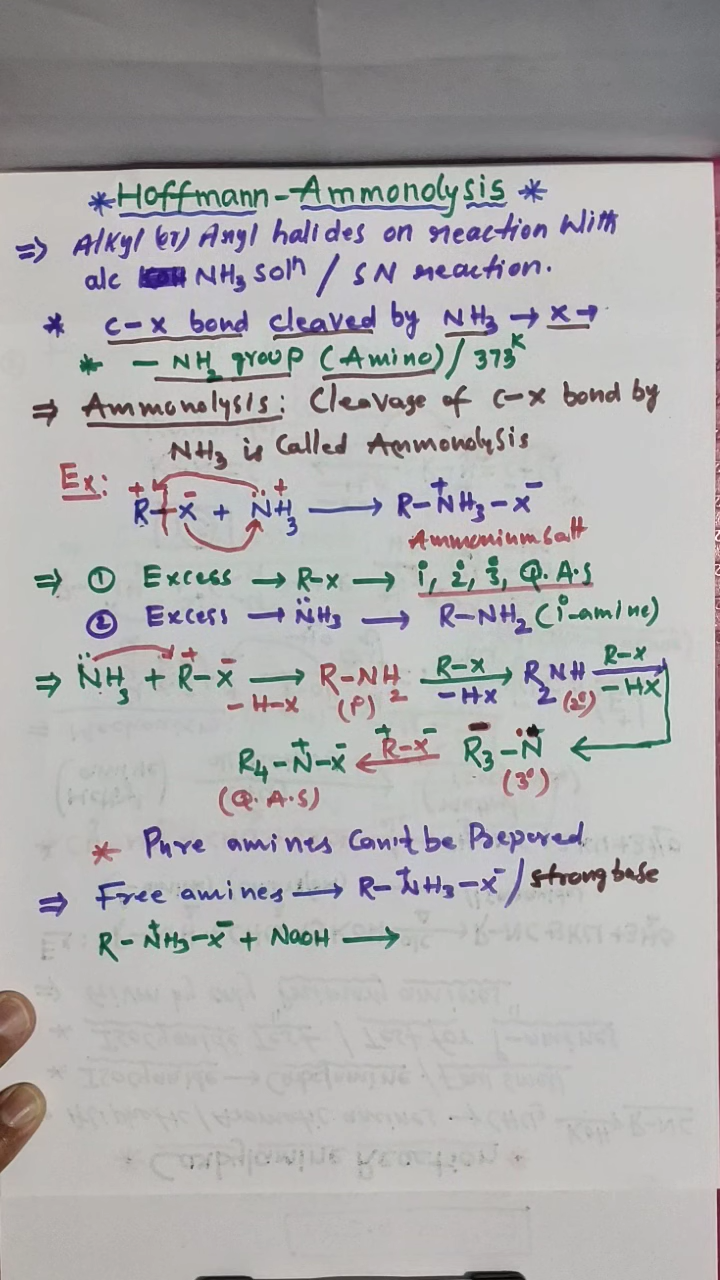 * Hoffmann-Ammonolysis *
⇒ Alkyl (or) Aryl halides on reaction With
alc NH3 solⁿ / SN reaction.
* C-X bond cleaved by NH3 → X →
* - NH2 group (Amino) / 373K
⇒ Ammonolysis: Cleavage of C-X bond by
NH3 is Called Ammonolysis
Ex: R⁺-X⁻ + N̈H3⁺ → R-N⁺H3-X⁻
Ammonium Salt
⇒ ① Excess → R-X → 1°, 2°, 3°, Q.A.S
② Excess → N̈H3 → R-NH2 (1°-amine)
⇒ N̈H3 + R⁺-X⁻ → R-NH2 R-X → R2NH R-X
-H-X (1°) -HX (2°) -HX
R4-N⁺-X⁻ ← R⁺-X⁻ R3-N̈ ←
(Q.A.S) (3°)
* Pure amines Can't be Prepered
⇒ Free amines → R-N⁺H3-X⁻ / strong base
R-N⁺H3-X⁻ + NaOH →